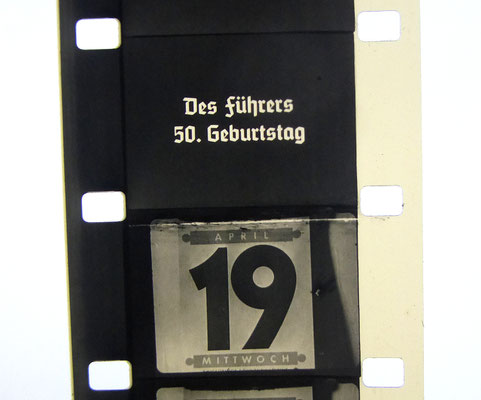 Des Führers
50. Geburtstag
APRIL
19
MITTWOCH